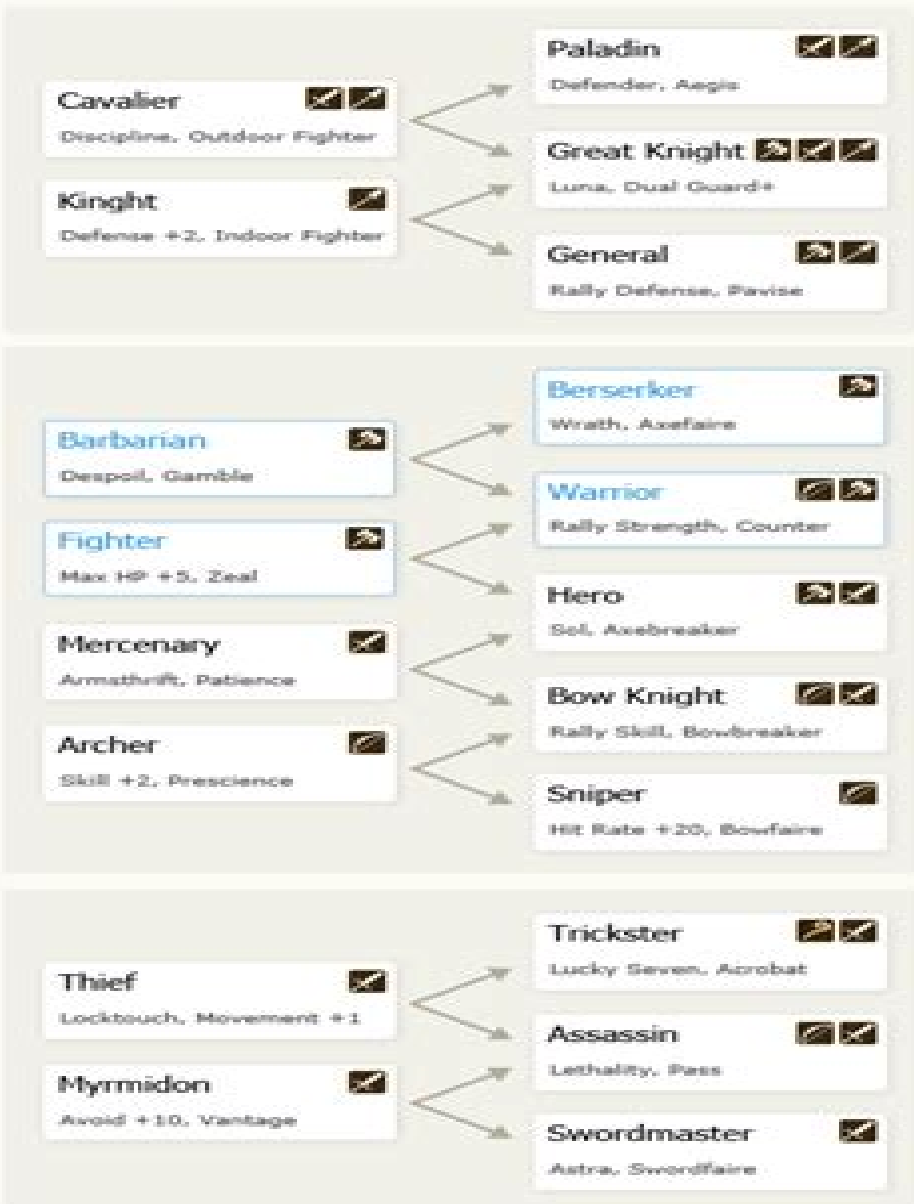 Paladin
Defender, Aegis
Cavalier
Discipline, Outdoor Fighter
Great Knight
Luna, Dual Guard+
Kinght
Defense +2, Indoor Fighter
General
Rally Defense, Pavise
Berserker
Wrath, Axefaire
Barbarian
Despoil, Gamble
Warrior
Rally Strength, Counter
Fighter
Max HP +5, Zeal
Hero
Sol, Axebreaker
Mercenary
Armsthrift, Patience
Bow Knight
Rally Skill, Bowbreaker
Archer
Skill +2, Prescience
Sniper
Hit Rate +20, Bowfaire
Trickster
Lucky Seven, Acrobat
Thief
Locktouch, Movement +1
Assassin
Lethality, Pass
Myrmidon
Avoid +10, Vantage
Swordmaster
Astra, Swordfaire